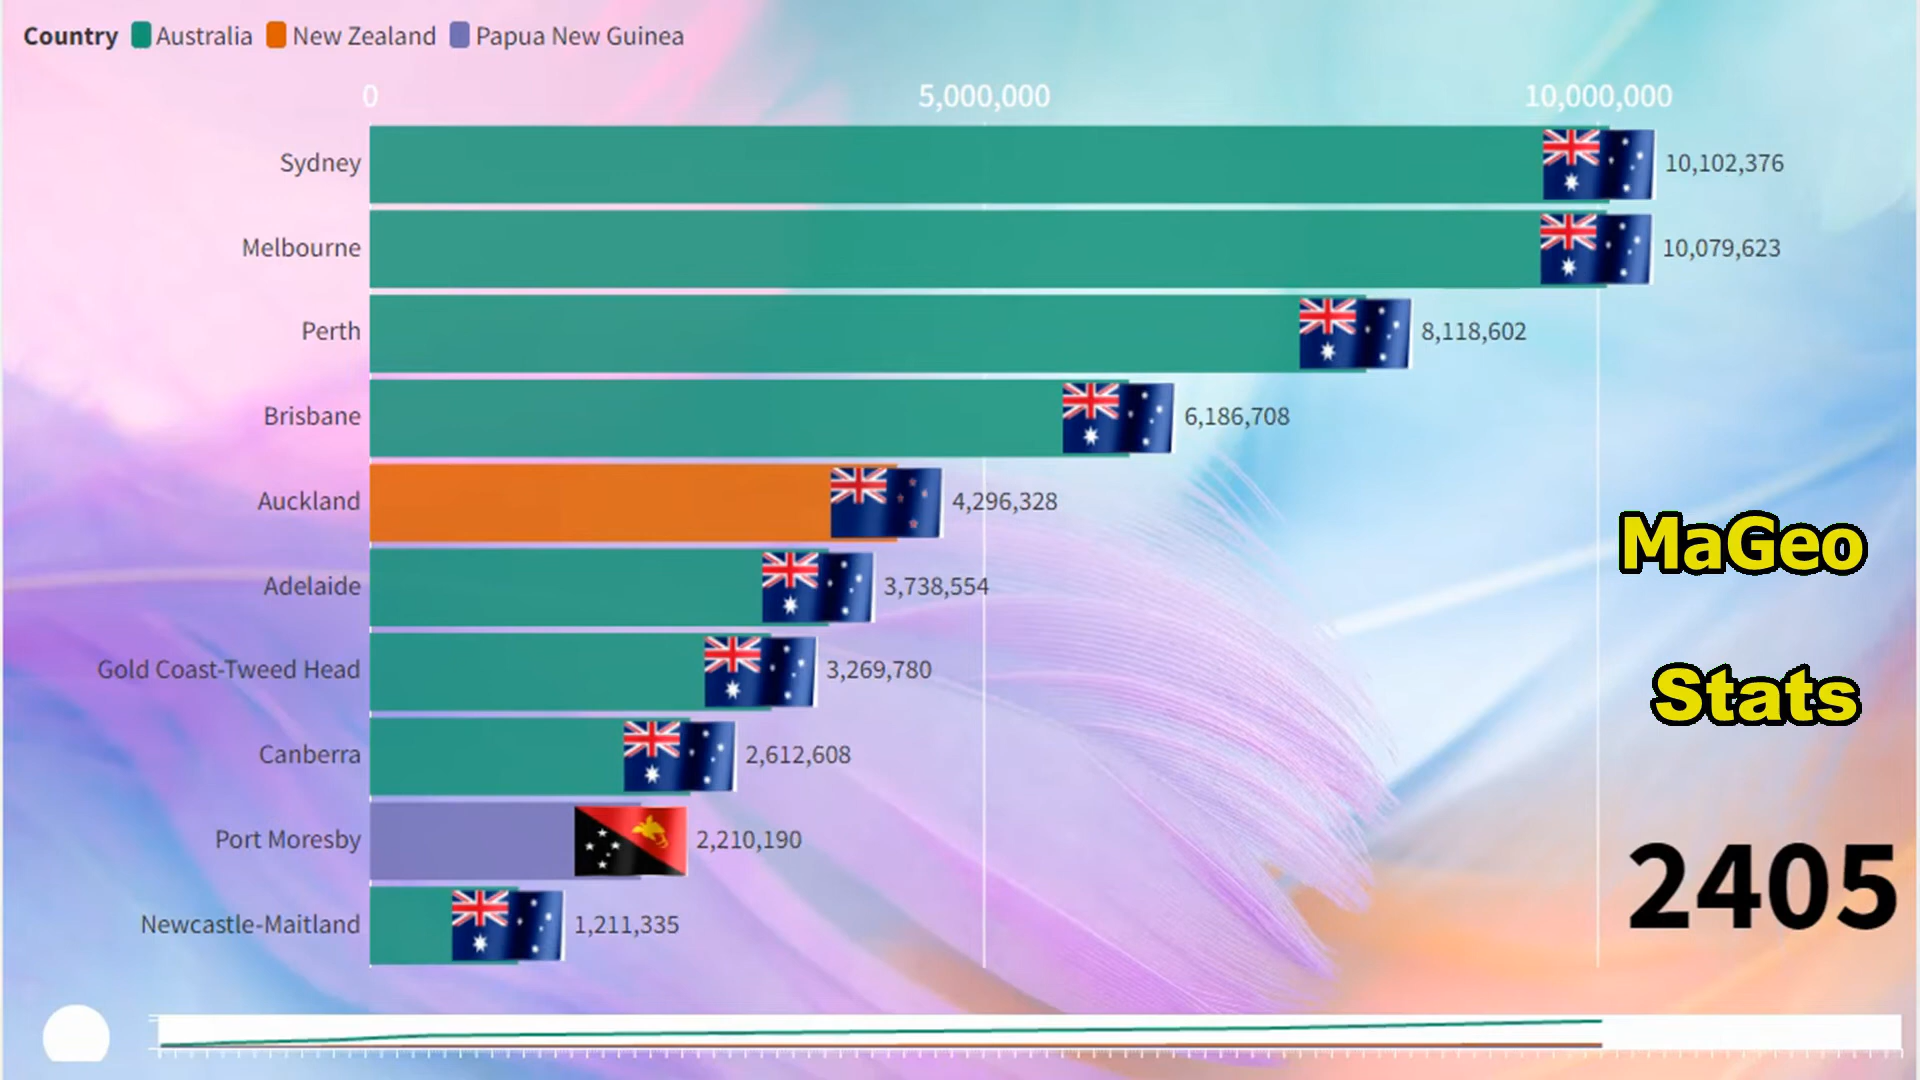 Country Australia New Zealand Papua New Guinea
0 5,000,000 10,000,000
Sydney 10,102,376
Melbourne 10,079,623
Perth 8,118,602
Brisbane 6,186,708
Auckland 4,296,328
Adelaide 3,738,554
Gold Coast-Tweed Head 3,269,780
Canberra 2,612,608
Port Moresby 2,210,190
Newcastle-Maitland 1,211,335
MaGeo
Stats
2405